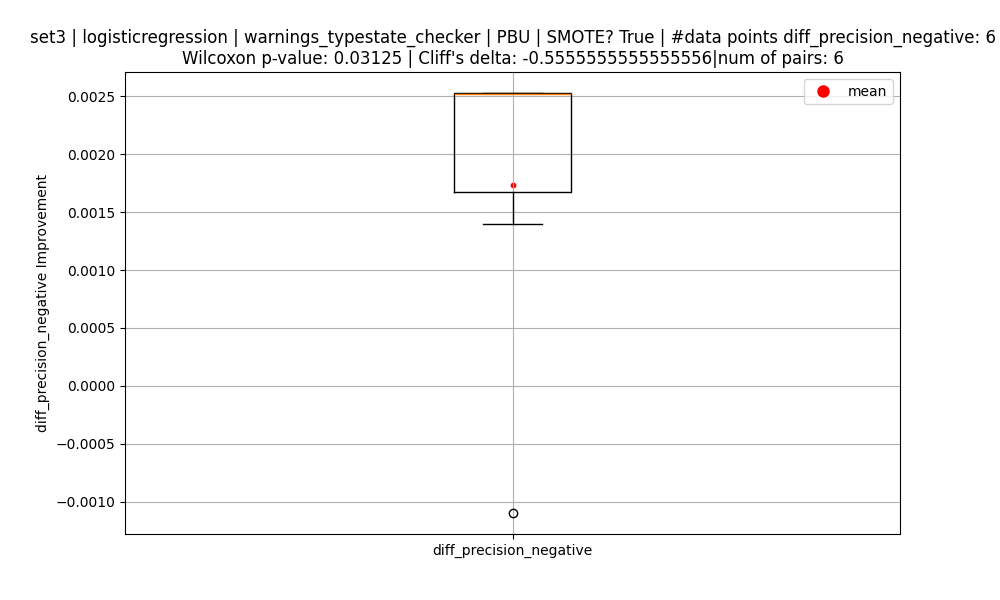 set3 | logisticregression | warnings_typestate_checker | PBU | SMOTE? True | #data points diff_precision_negative: 6
Wilcoxon p-value: 0.03125 | Cliff's delta: -0.5555555555555556|num of pairs: 6
mean
0.0025
0.0020
0.0015
0.0010
0.0005
0.0000
−0.0005
−0.0010
diff_precision_negative Improvement
diff_precision_negative